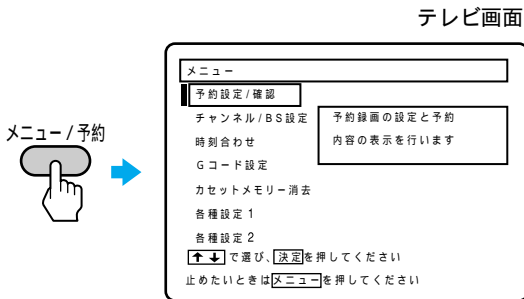 テレビ画面
メニュー
予約設定/確認
チャンネル/BS設定
予約録画の設定と予約
内容の表示を行います
時刻合わせ
Gコード設定
カセットメモリー消去
各種設定1
各種設定2
↑↓で選び、決定を押してください
止めたいときはメニューを押してください
メニュー/予約